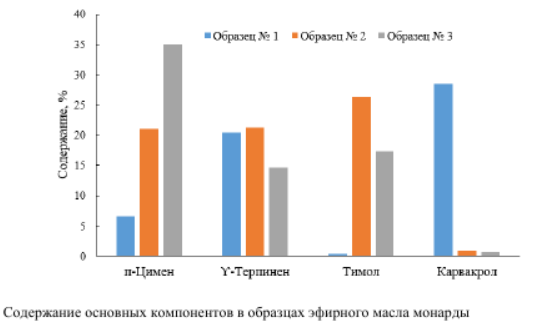 40
35
30
25
20
15
10
5
0
Содержание, %
Образец № 1 Образец № 2 Образец № 3
п-Цимен ϒ-Терпинен Тимол Карвакрол
Содержание основных компонентов в образцах эфирного масла монарды